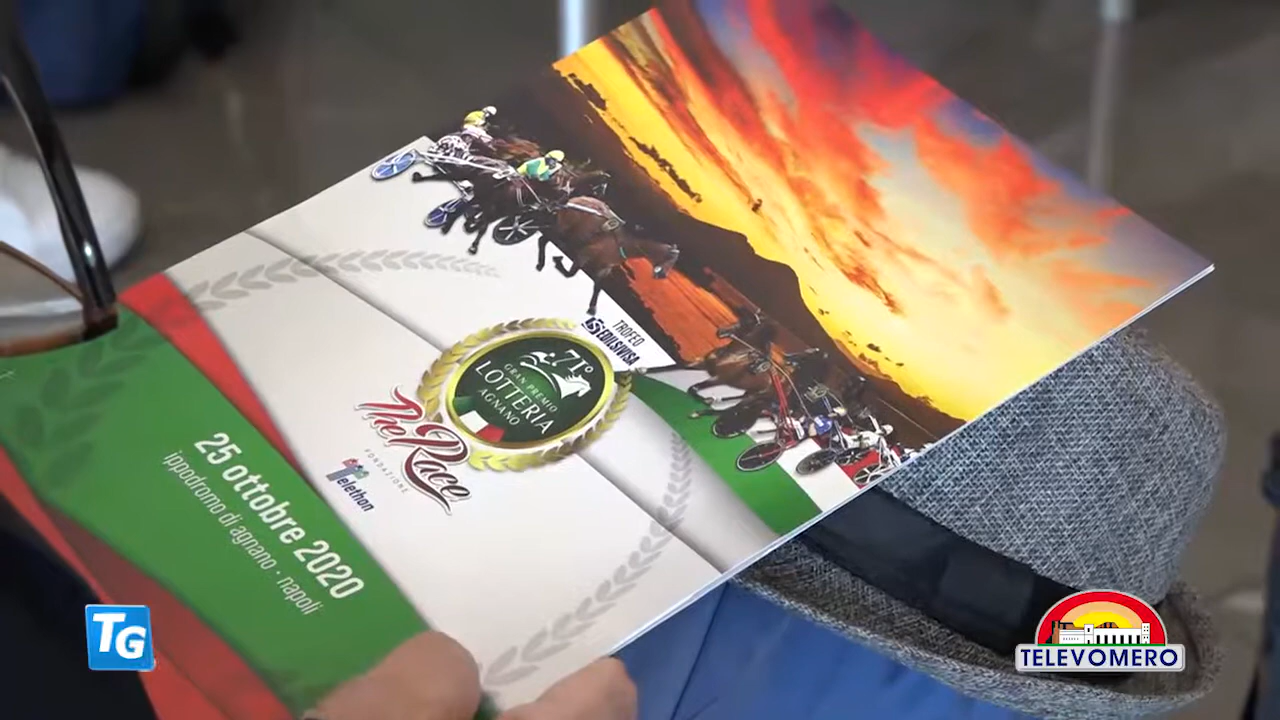 TROFEO
EDILSIVISA
71°
GRAN PREMIO
LOTTERIA
AGNANO
The Race
FONDAZIONE
Telethon
25 ottobre 2020
ippodromo di agnano · napoli
TG
TELEVOMERO